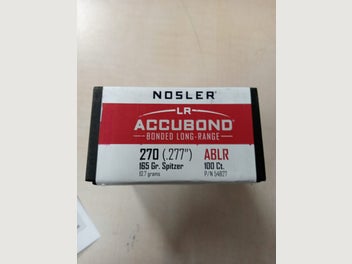 NOSLER®
LR
ACCUBOND®
BONDED LONG-RANGE
270 (.277") ABLR
165 Gr. Spitzer 100 Ct.
10.7 grams P/N 54827